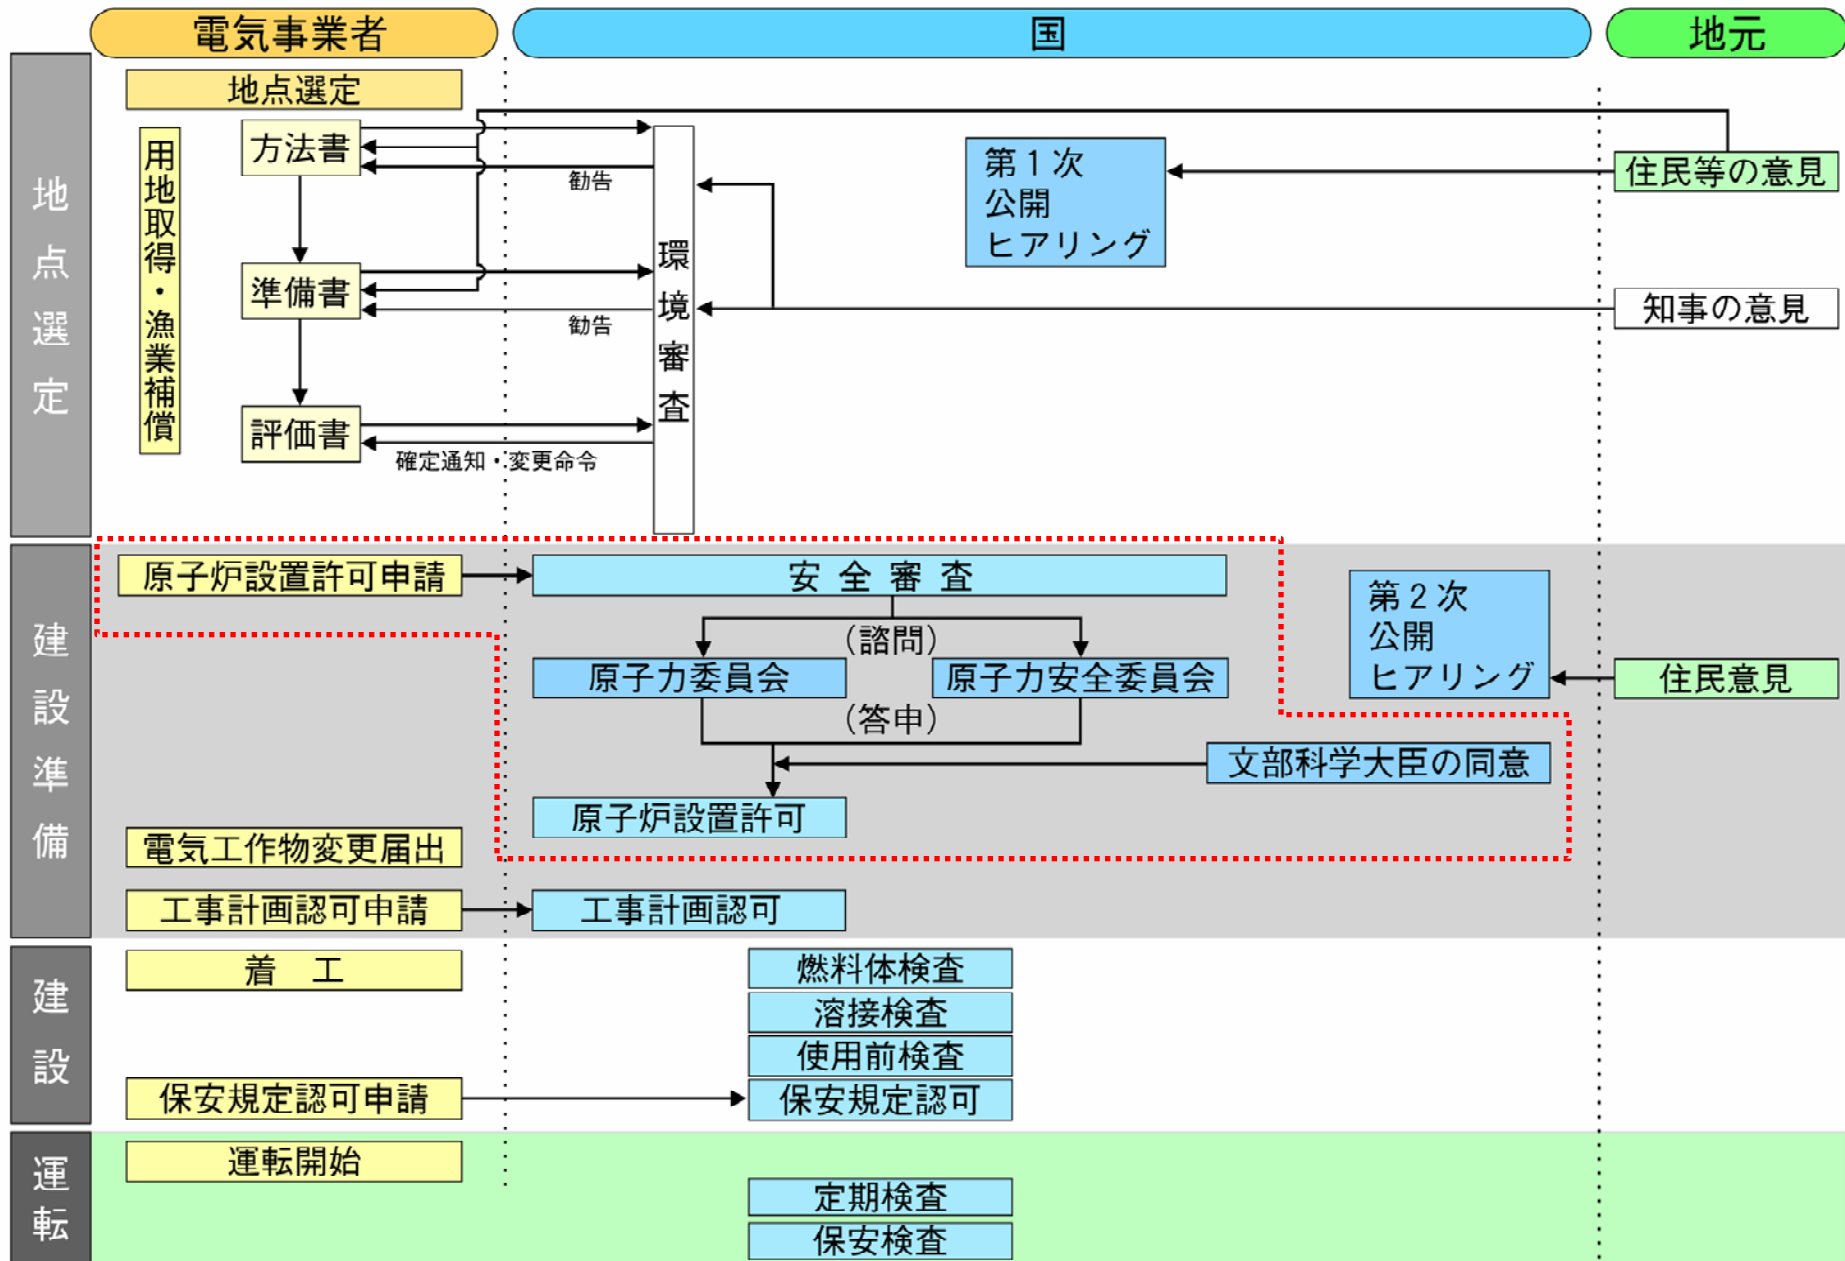 電気事業者
国
地元
地点選定
地点選定
用地取得・漁業補償
方法書
準備書
評価書
勧告
勧告
確定通知・変更命令
環境審査
第1次
公開
ヒアリング
住民等の意見
知事の意見
建設準備
原子炉設置許可申請
安全審査
(諮問)
原子力委員会
原子力安全委員会
(答申)
文部科学大臣の同意
原子炉設置許可
第2次
公開
ヒアリング
住民意見
電気工作物変更届出
工事計画認可申請
工事計画認可
建設
着 工
燃料体検査
溶接検査
使用前検査
保安規定認可申請
保安規定認可
運転
運転開始
定期検査
保安検査